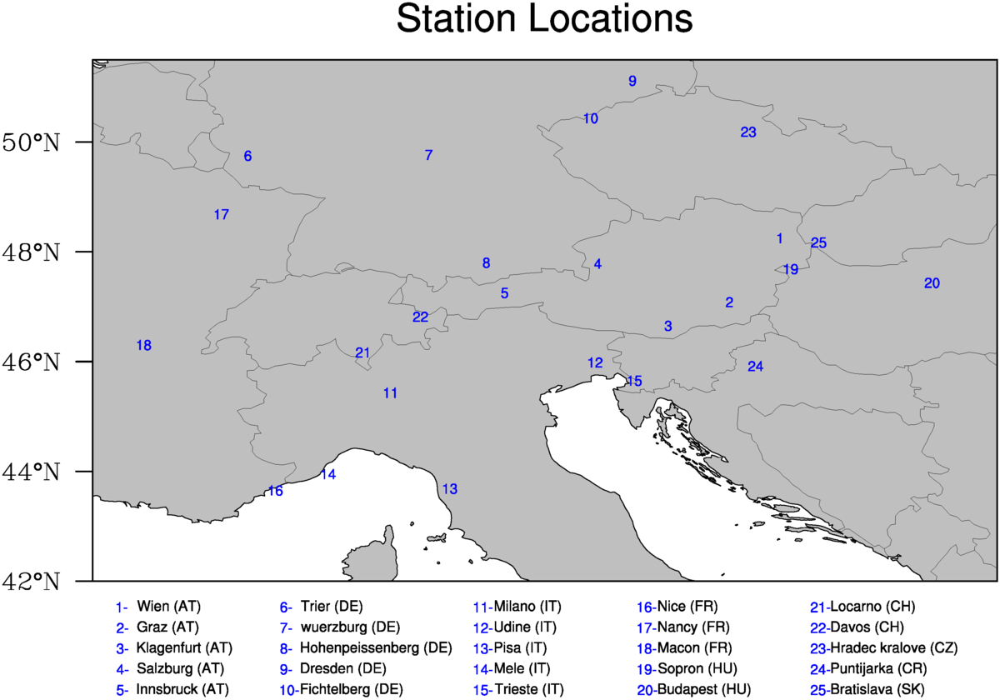 Station Locations
9
10
23
50°N
6
7
17
1
25
48°N
8
4
19
20
5
2
22
3
18
21
46°N
12
24
15
11
44°N
14
16
13
42°N
1- Wien (AT) 6- Trier (DE) 11-Milano (IT) 16-Nice (FR) 21-Locarno (CH)
2- Graz (AT) 7- wuerzburg (DE) 12-Udine (IT) 17-Nancy (FR) 22-Davos (CH)
3- Klagenfurt (AT) 8- Hohenpeissenberg (DE) 13-Pisa (IT) 18-Macon (FR) 23-Hradec kralove (CZ)
4- Salzburg (AT) 9- Dresden (DE) 14-Mele (IT) 19-Sopron (HU) 24-Puntijarka (CR)
5- Innsbruck (AT) 10-Fichtelberg (DE) 15-Trieste (IT) 20-Budapest (HU) 25-Bratislava (SK)